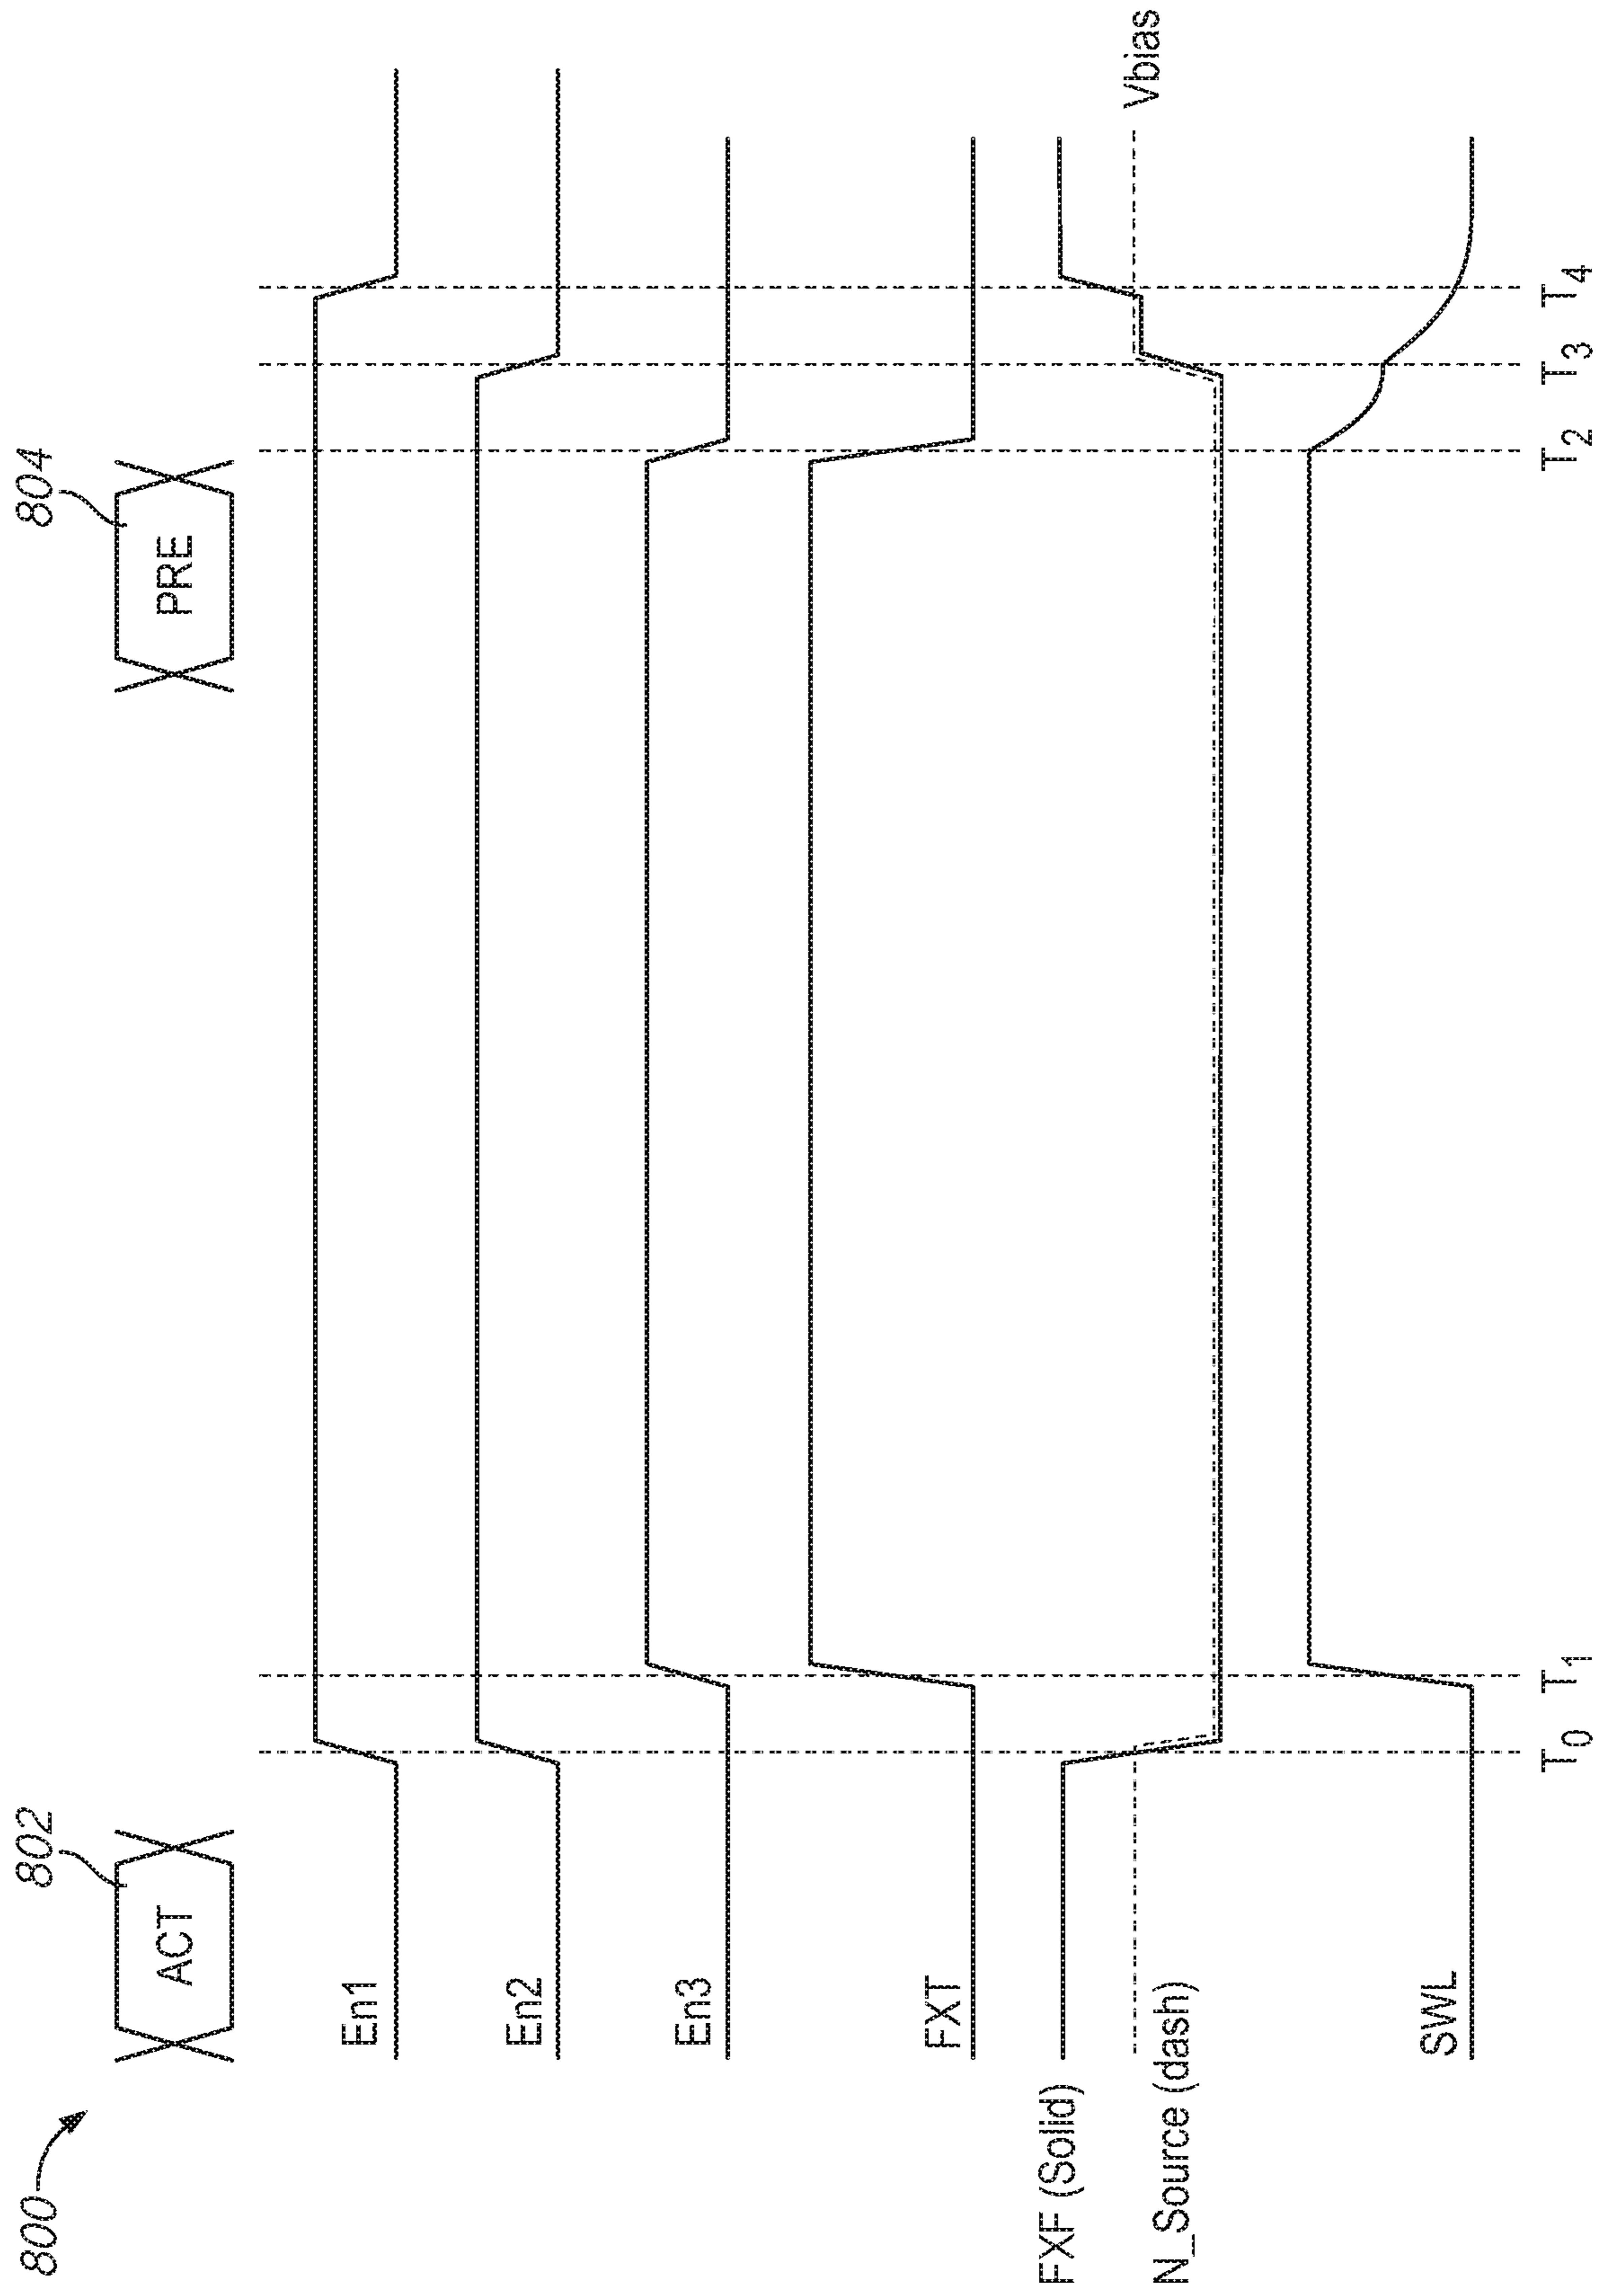 800
802
804
ACT
PRE
En1
En2
En3
FXT
FXF (Solid)
Vbias
N_Source (dash)
SWL
T0
T1
T2
T3
T4